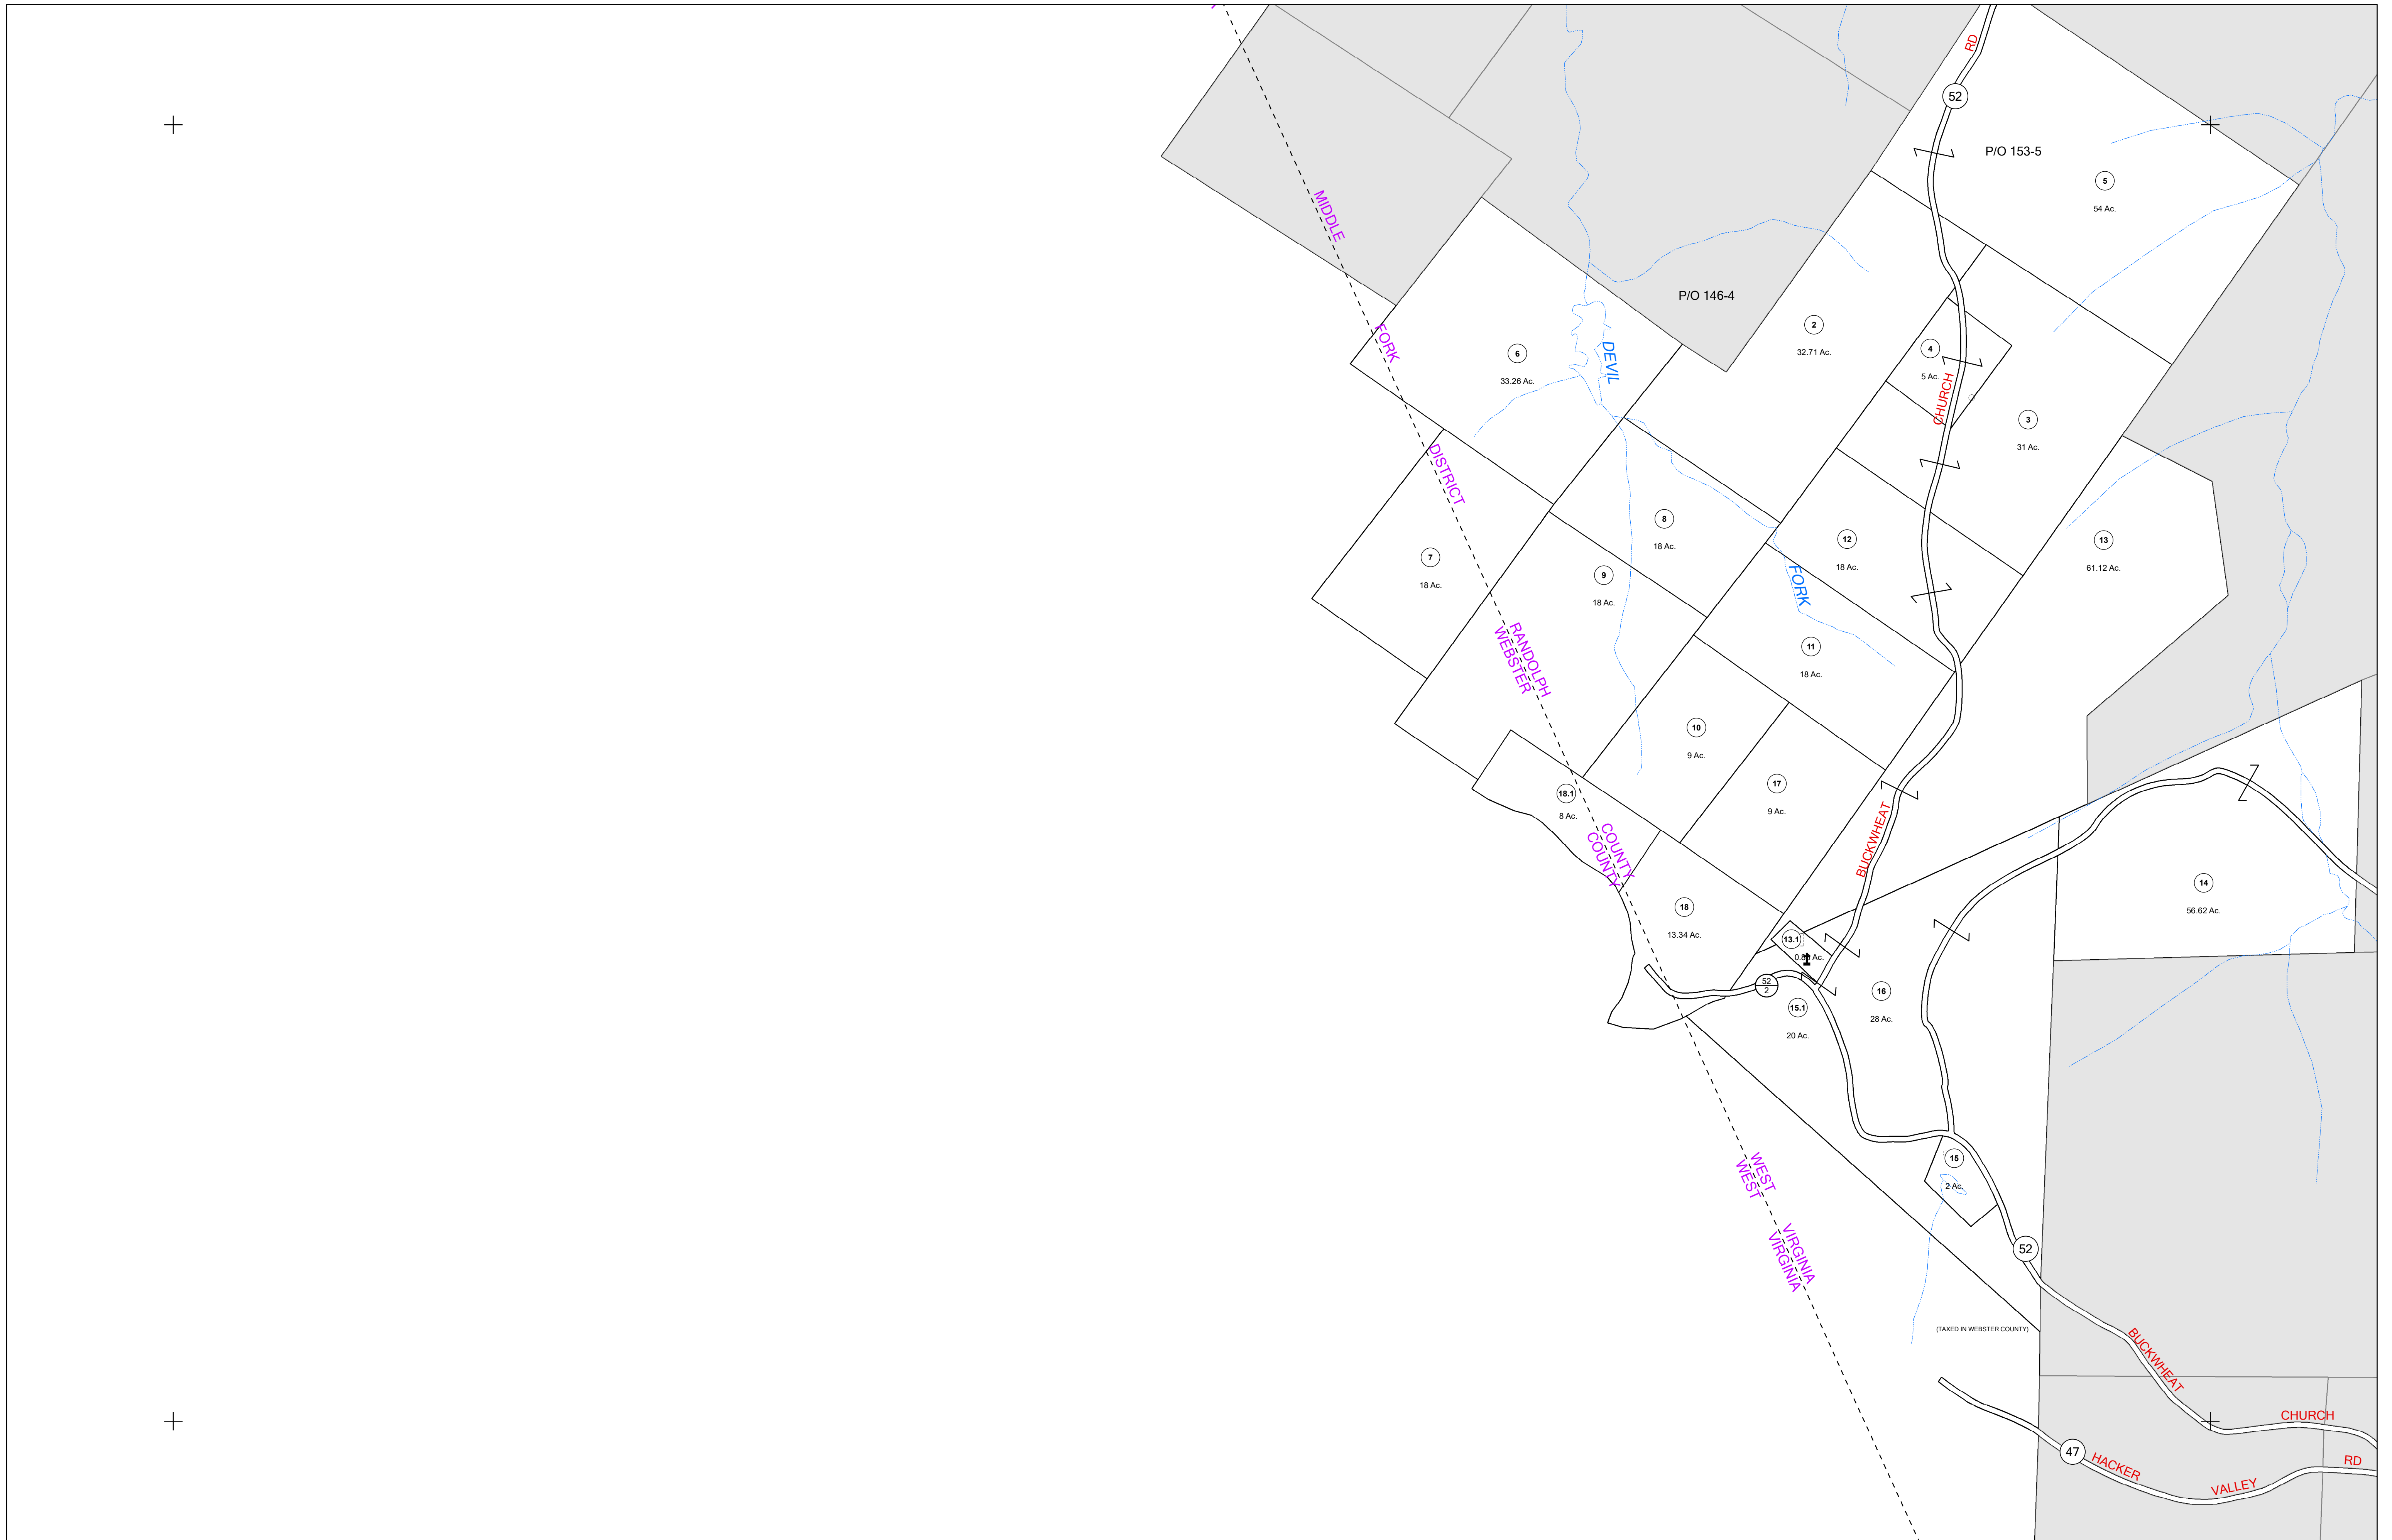 RD
52
P/O 153-5
5
54 Ac.
MIDDLE
P/O 146-4
2
32.71 Ac.
FORK
6
33.26 Ac.
DEVIL
4
5 Ac.
CHURCH
3
31 Ac.
DISTRICT
8
18 Ac.
12
18 Ac.
13
61.12 Ac.
7
18 Ac.
9
18 Ac.
FORK
RANDOLPH
WEBSTER
11
18 Ac.
10
9 Ac.
17
9 Ac.
18.1
8 Ac.
COUNTY
COUNTY
BUCKWHEAT
14
56.62 Ac.
18
13.34 Ac.
13.1
Ac.
1
52
2
16
28 Ac.
15.1
20 Ac.
WEST
WEST
15
2 Ac.
VIRGINIA
VIRGINIA
52
(TAXED IN WEBSTER COUNTY)
BUCKWHEAT
CHURCH
47
HACKER
VALLEY
RD